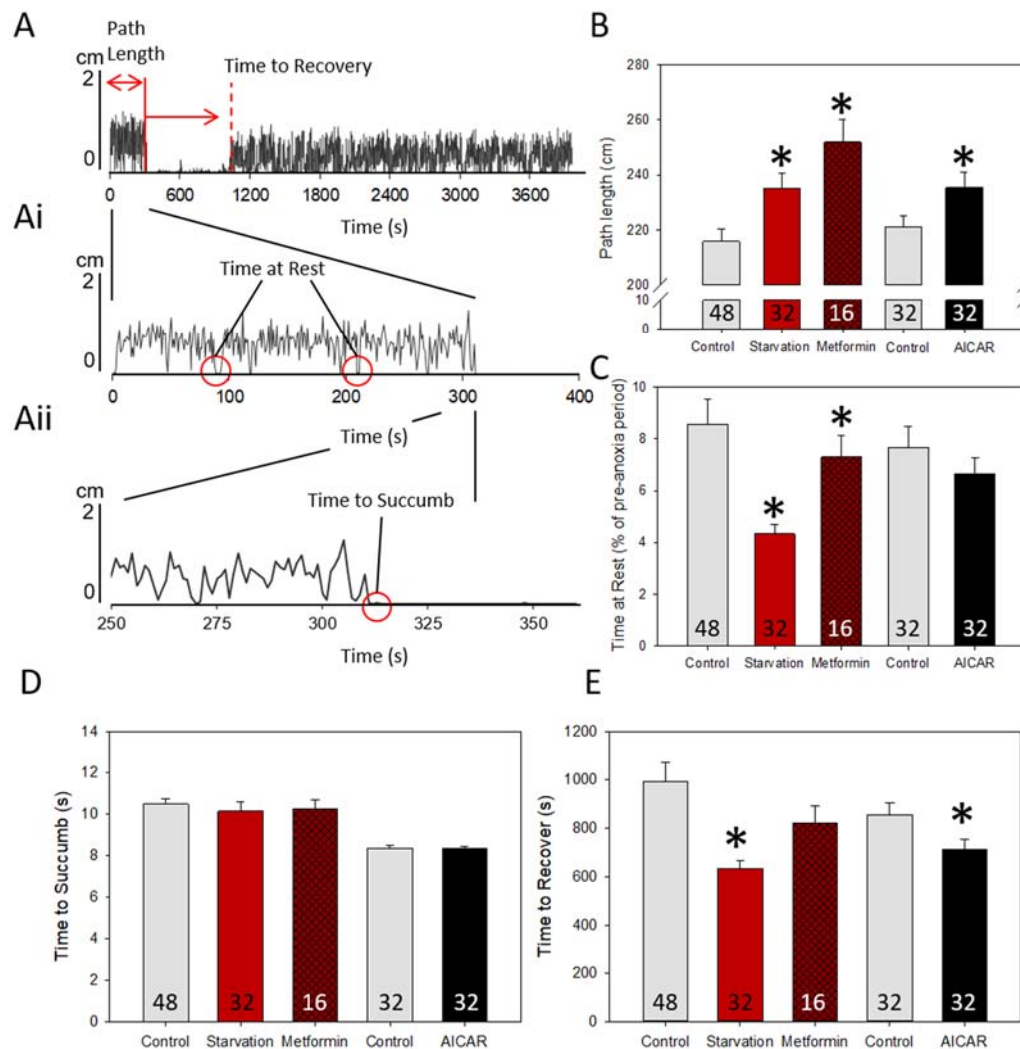 A
Path
Length
cm
2
0
Time to Recovery
0 600 1200 1800 2400 3000 3600
Time (s)
Ai
2
0
Time at Rest
0 100 200 300 400
Time (s)
Aii
cm
2
0
Time to Succumb
250 275 300 325 350
Time (s)
B
Path length (cm)
280
260
240
220
200
10
0
* * *
48 32 16 32 32
Control Starvation Metformin Control AICAR
C
Time at Rest (% of pre-anoxia period)
10
8
6
4
2
0
* *
48 32 16 32 32
Control Starvation Metformin Control AICAR
D
Time to Succumb (s)
14
12
10
8
6
4
2
0
48 32 16 32 32
Control Starvation Metformin Control AICAR
E
Time to Recover (s)
1200
1000
800
600
400
200
0
* *
48 32 16 32 32
Control Starvation Metformin Control AICAR